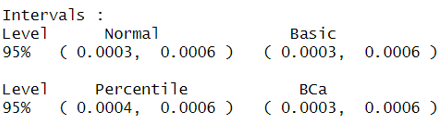 Intervals :
Level      Normal              Basic
95%   ( 0.0003,  0.0006 )   ( 0.0003,  0.0006 )
Level     Percentile            BCa
95%   ( 0.0004,  0.0006 )   ( 0.0003,  0.0006 )